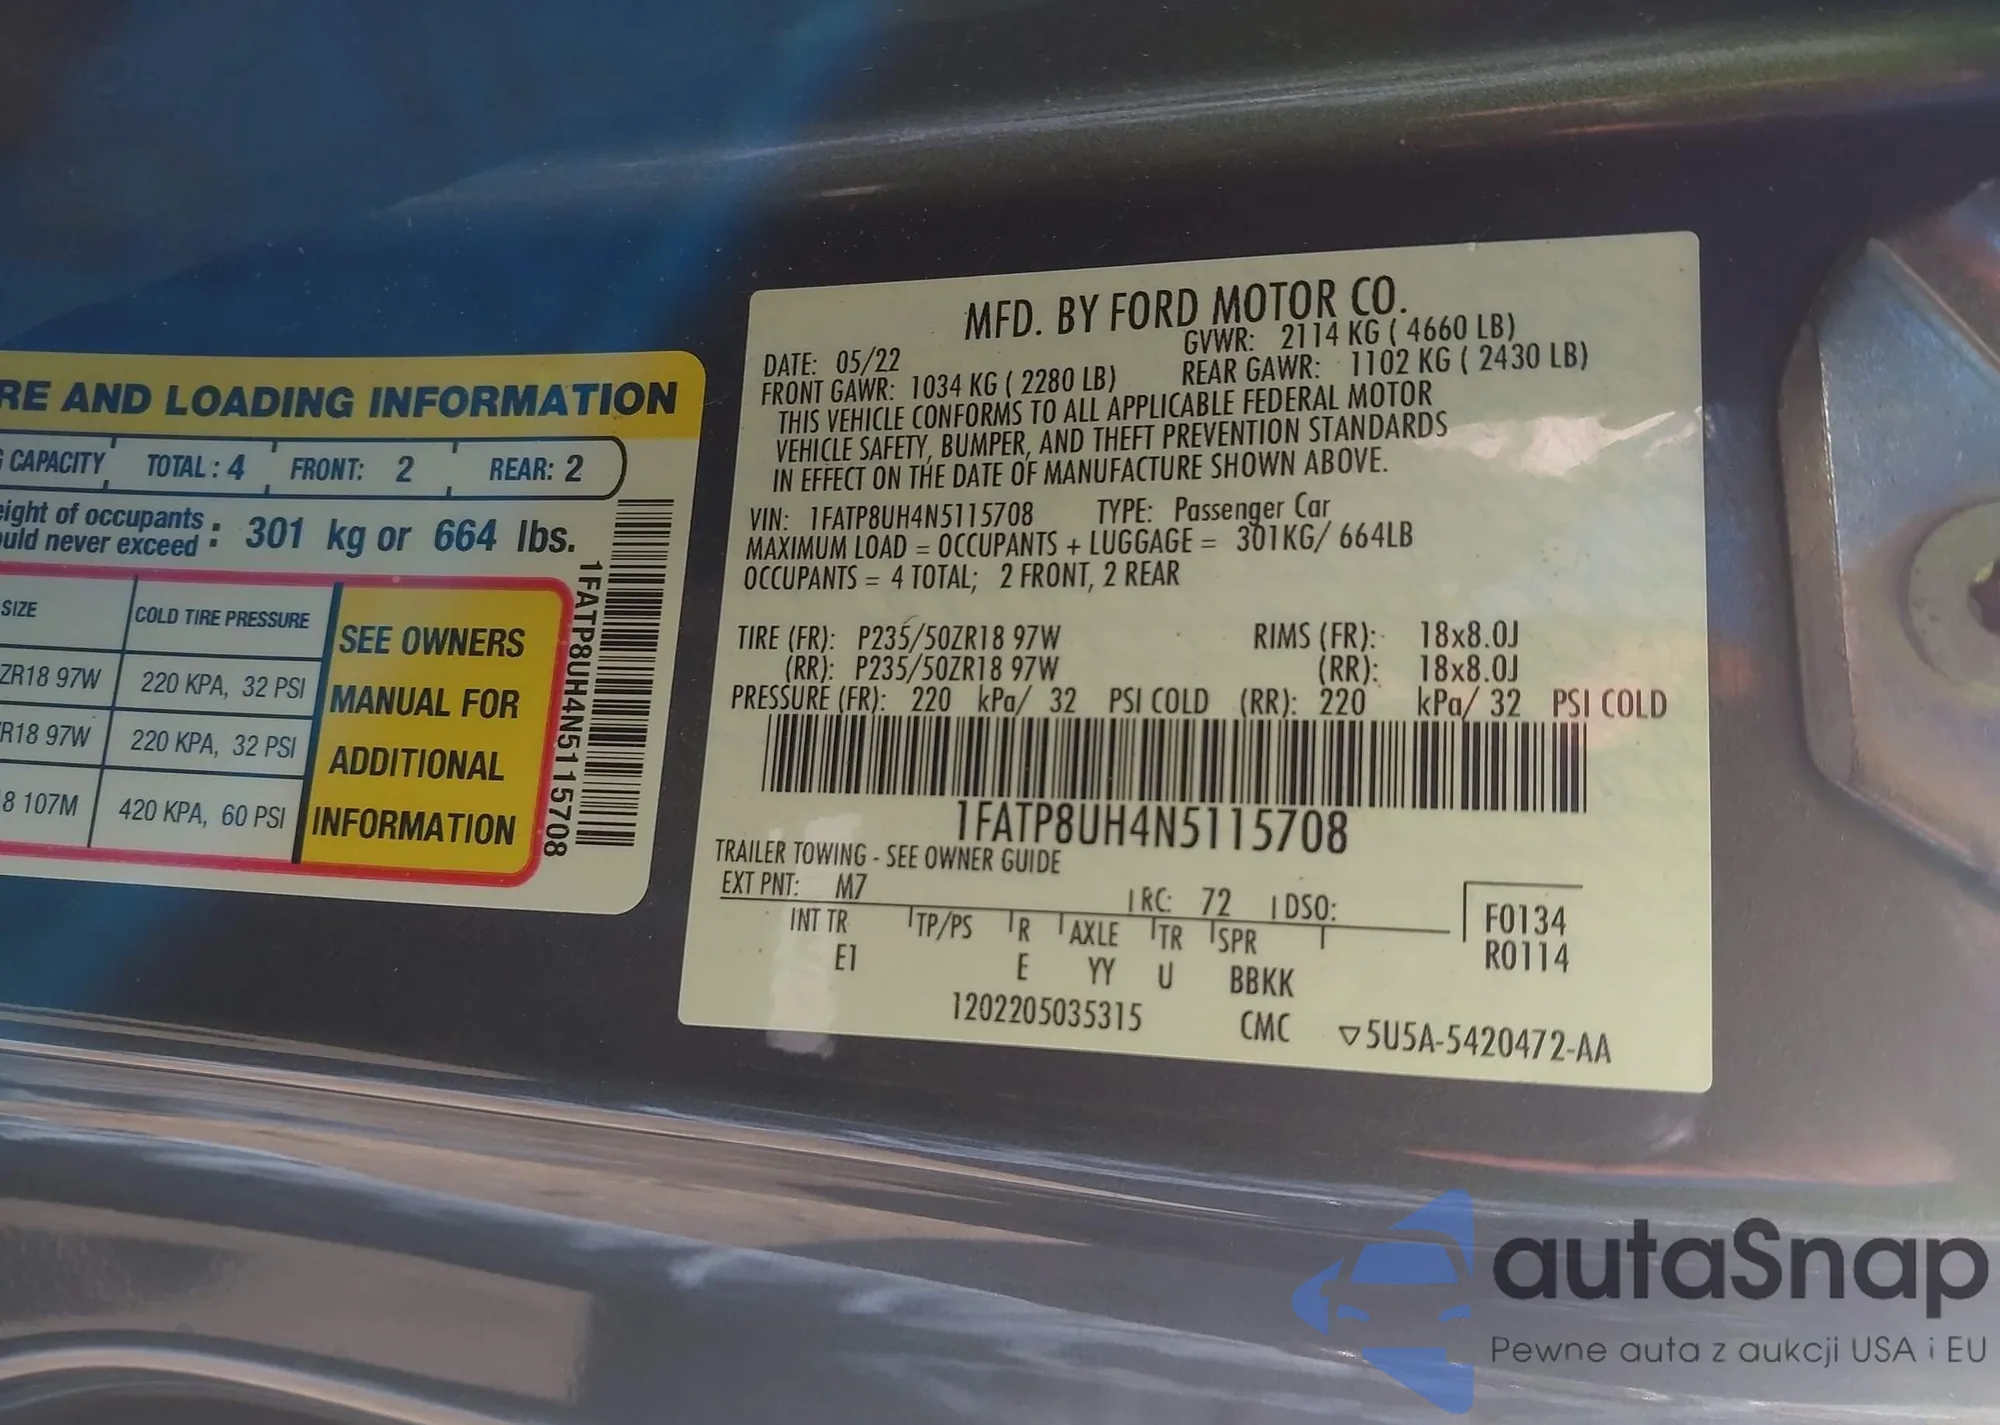 RE AND LOADING INFORMATION
CAPACITY TOTAL : 4 FRONT: 2 REAR: 2
eight of occupants
uld never exceed : 301 kg or 664 lbs.
SIZE COLD TIRE PRESSURE
ZR18 97W 220 KPA, 32 PSI
R18 97W 220 KPA, 32 PSI
8 107M 420 KPA, 60 PSI
SEE OWNERS
MANUAL FOR
ADDITIONAL
INFORMATION
1FATP8UH4N5115708
MFD. BY FORD MOTOR CO.
DATE: 05/22 GVWR: 2114 KG ( 4660 LB)
FRONT GAWR: 1034 KG ( 2280 LB) REAR GAWR: 1102 KG ( 2430 LB)
THIS VEHICLE CONFORMS TO ALL APPLICABLE FEDERAL MOTOR
VEHICLE SAFETY, BUMPER, AND THEFT PREVENTION STANDARDS
IN EFFECT ON THE DATE OF MANUFACTURE SHOWN ABOVE.
VIN: 1FATP8UH4N5115708 TYPE: Passenger Car
MAXIMUM LOAD = OCCUPANTS + LUGGAGE = 301KG/ 664LB
OCCUPANTS = 4 TOTAL; 2 FRONT, 2 REAR
TIRE (FR): P235/50ZR18 97W RIMS (FR): 18x8.0J
(RR): P235/50ZR18 97W (RR): 18x8.0J
PRESSURE (FR): 220 kPa/ 32 PSI COLD (RR): 220 kPa/ 32 PSI COLD
1FATP8UH4N5115708
TRAILER TOWING - SEE OWNER GUIDE
EXT PNT: M7 RC: 72 DSO:
INT TR TP/PS R AXLE TR SPR
E1 E YY U BBKK
F0134
R0114
1202205035315 CMC ▽5U5A-5420472-AA
autaSnap
Pewne auta z aukcji USA i EU